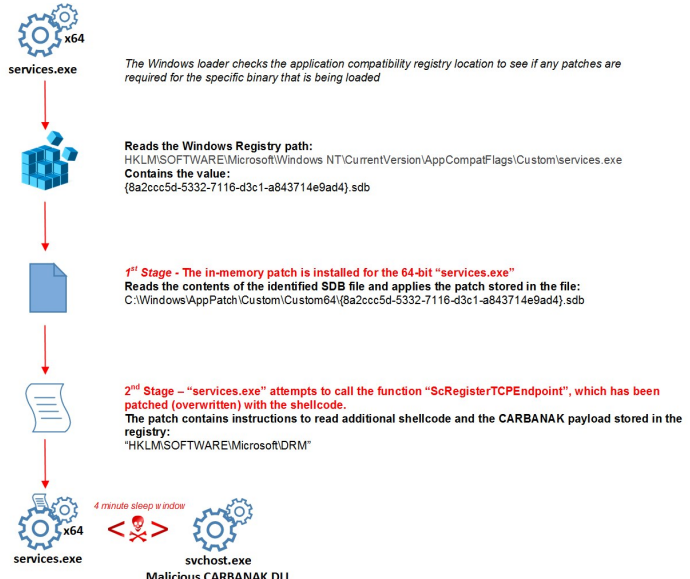 x64
services.exe
The Windows loader checks the application compatibility registry location to see if any patches are
required for the specific binary that is being loaded
Reads the Windows Registry path:
HKLM\SOFTWARE\Microsoft\Windows NT\CurrentVersion\AppCompatFlags\Custom\services.exe
Contains the value:
{8a2ccc5d-5332-7116-d3c1-a843714e9ad4}.sdb
1st Stage - The in-memory patch is installed for the 64-bit “services.exe”
Reads the contents of the identified SDB file and applies the patch stored in the file:
C:\Windows\AppPatch\Custom\Custom64\{8a2ccc5d-5332-7116-d3c1-a843714e9ad4}.sdb
2nd Stage – “services.exe” attempts to call the function “ScRegisterTCPEndpoint”, which has been
patched (overwritten) with the shellcode.
The patch contains instructions to read additional shellcode and the CARBANAK payload stored in the
registry:
“HKLM\SOFTWARE\Microsoft\DRM”
4 minute sleep window
x64
services.exe
svchost.exe
Malicious CARBANAK DLL